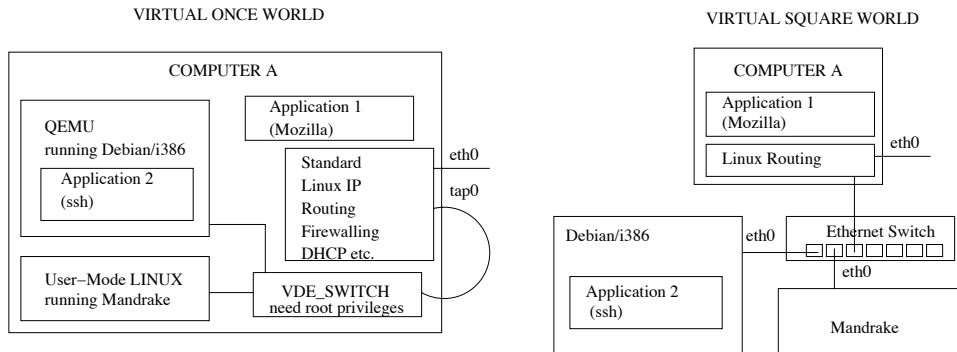 VIRTUAL ONCE WORLD
COMPUTER A
QEMU
running Debian/i386
Application 2
(ssh)
User-Mode LINUX
running Mandrake
Application 1
(Mozilla)
Standard
Linux IP
Routing
Firewalling
DHCP etc.
eth0
tap0
VDE_SWITCH
need root privileges
VIRTUAL SQUARE WORLD
COMPUTER A
Application 1
(Mozilla)
Linux Routing
eth0
Debian/i386
Application 2
(ssh)
eth0
Ethernet Switch
eth0
Mandrake